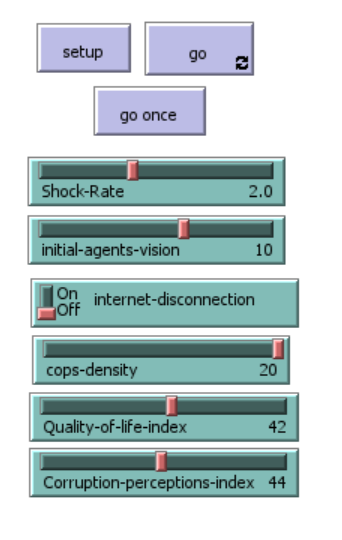 setup
go
go once
Shock-Rate 2.0
initial-agents-vision 10
On
Off
internet-disconnection
cops-density 20
Quality-of-life-index 42
Corruption-perceptions-index 44